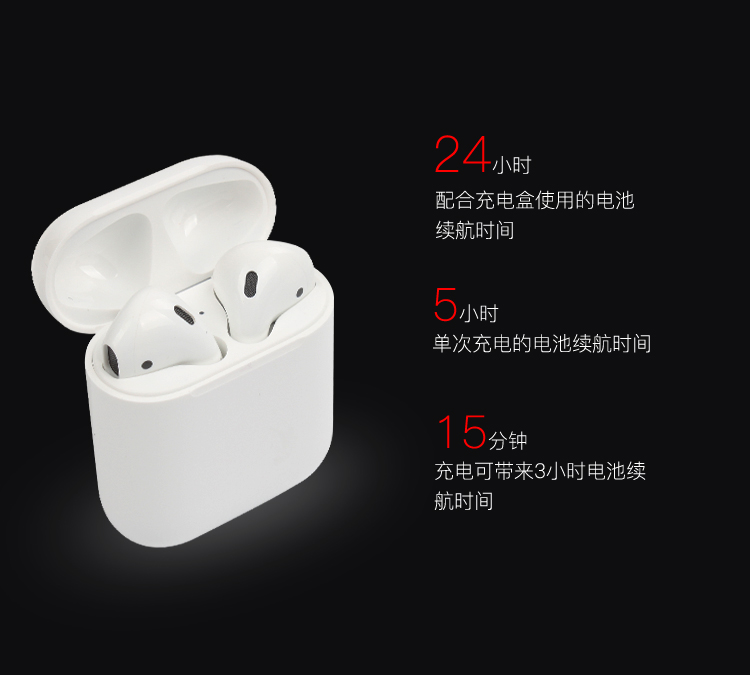 24小时
配合充电盒使用的电池
续航时间
5小时
单次充电的电池续航时间
15分钟
充电可带来3小时电池续
航时间